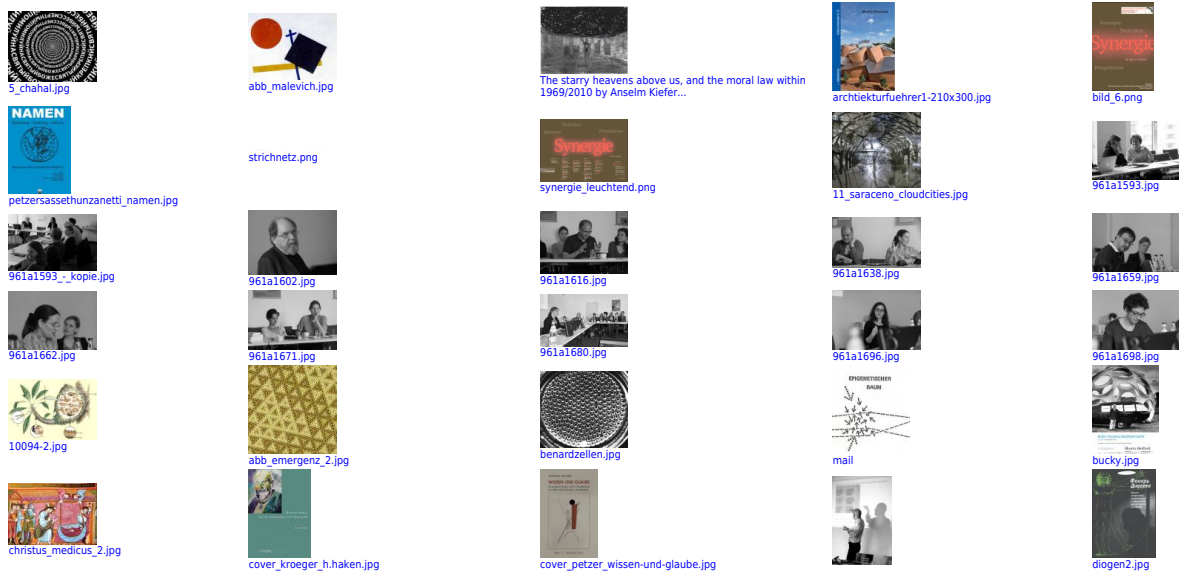 5_chahal.jpg
abb_malevich.jpg
The starry heavens above us, and the moral law within
1969/2010 by Anselm Kiefer...
archtiekturfuehrer1-210x300.jpg
Synergie
bild_6.png
NAMEN
petzersassethunzanetti_namen.jpg
strichnetz.png
Synergie
synergie_leuchtend.png
11_saraceno_cloudcities.jpg
961a1593.jpg
961a1593_-_kopie.jpg
961a1602.jpg
961a1616.jpg
961a1638.jpg
961a1659.jpg
961a1662.jpg
961a1671.jpg
961a1680.jpg
961a1696.jpg
961a1698.jpg
10094-2.jpg
abb_emergenz_2.jpg
benardzellen.jpg
EPIGENETISCHER
RAUM
mail
bucky.jpg
christus_medicus_2.jpg
cover_kroeger_h.haken.jpg
WISSEN UND GLAUBE
cover_petzer_wissen-und-glaube.jpg
Фонарь
Диогена
diogen2.jpg